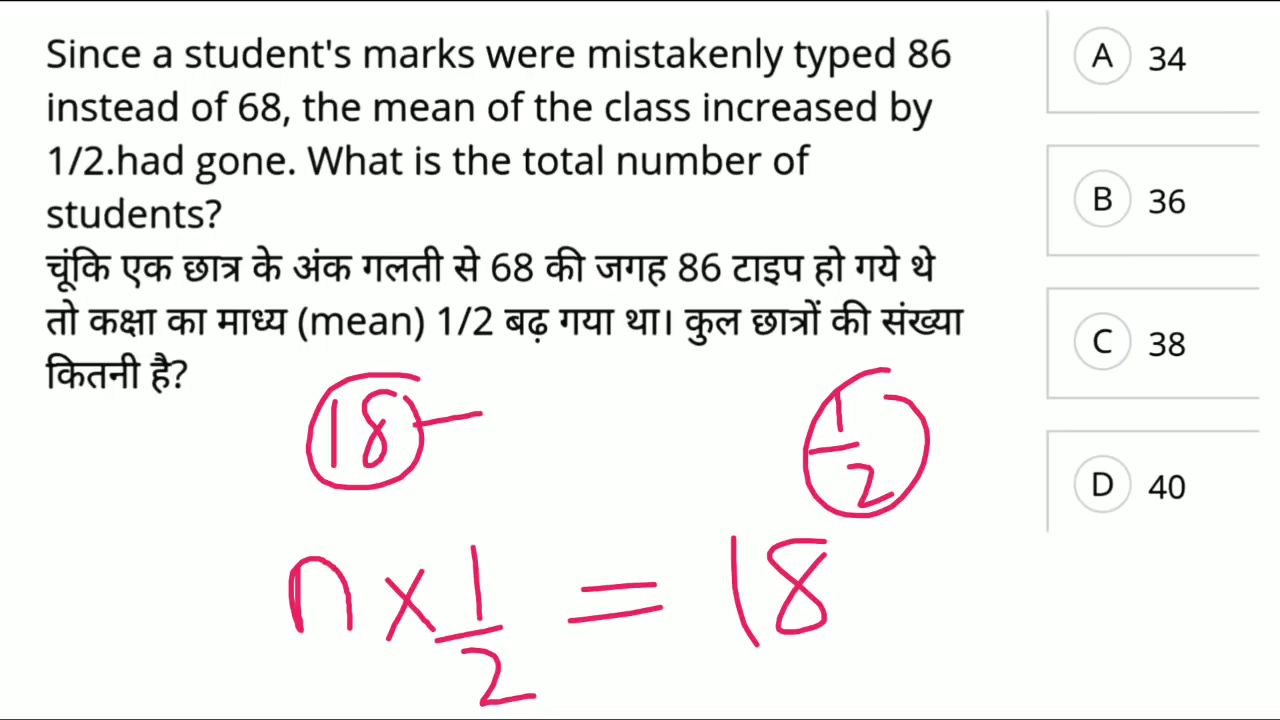 Since a student's marks were mistakenly typed 86
instead of 68, the mean of the class increased by
1/2.had gone. What is the total number of
students?
चूंकि एक छात्र के अंक गलती से 68 की जगह 86 टाइप हो गये थे
तो कक्षा का माध्य (mean) 1/2 बढ़ गया था। कुल छात्रों की संख्या
कितनी है?
A 34
B 36
C 38
D 40
18
1/2
n × 1/2 = 18